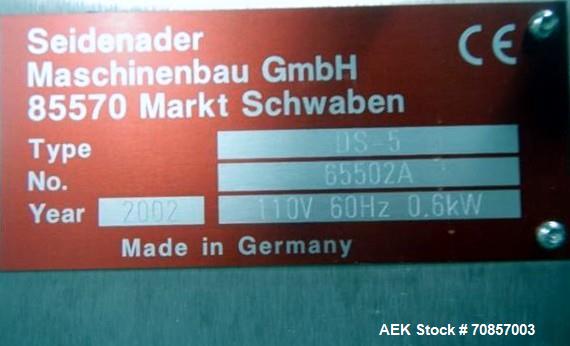 Seidenader
Maschinenbau GmbH
85570 Markt Schwaben
CE
Type DS-5
No. 65502A
Year 2002 110V 60Hz 0.6kW
Made in Germany
AEK Stock # 70857003